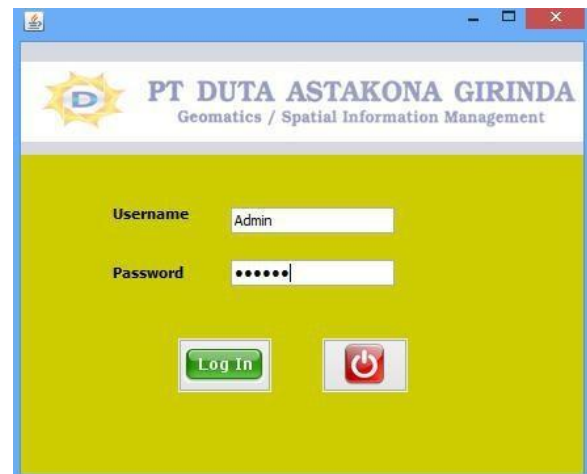 D
PT DUTA ASTAKONA GIRINDA
Geomatics / Spatial Information Management
Username
Admin
Password
••••••
Log In